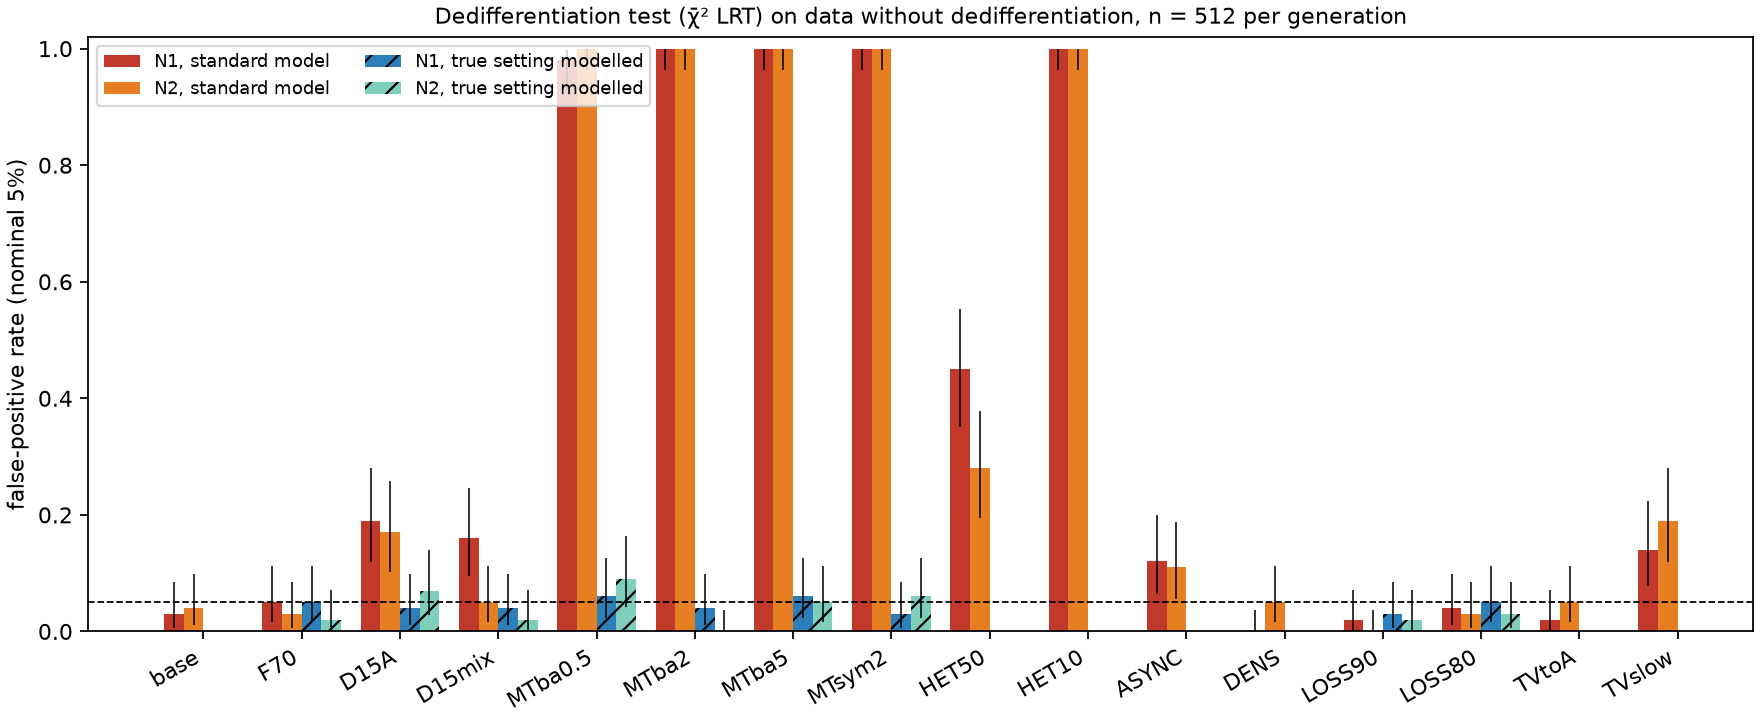 Dedifferentiation test (χ̄² LRT) on data without dedifferentiation, n = 512 per generation
false-positive rate (nominal 5%)
1.0
0.8
0.6
0.4
0.2
0.0
N1, standard model
N2, standard model
N1, true setting modelled
N2, true setting modelled
base
F70
D15A
D15mix
MTba0.5
MTba2
MTba5
MTsym2
HET50
HET10
ASYNC
DENS
LOSS90
LOSS80
TVtoA
TVslow